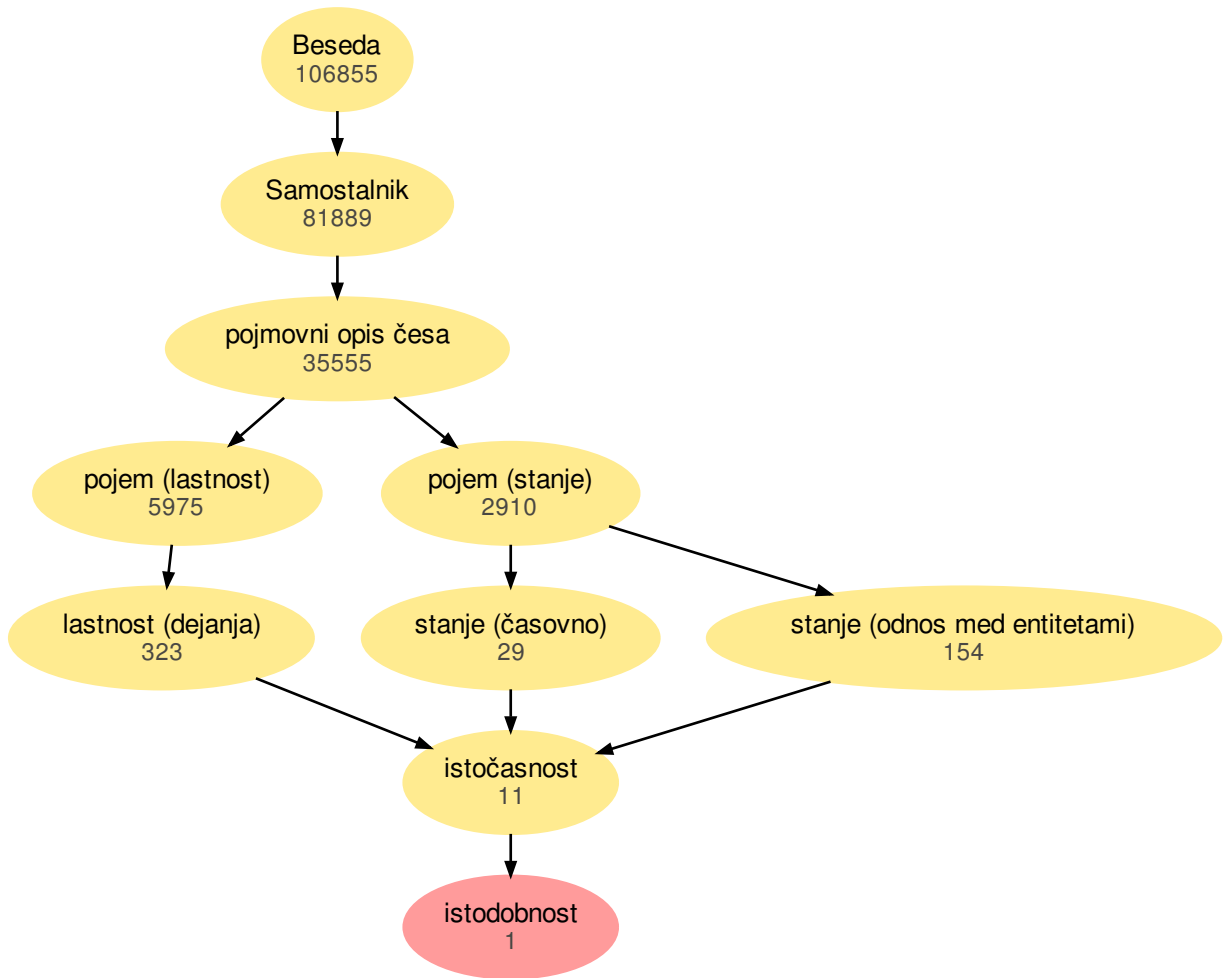 Beseda
106855
Samostalnik
81889
pojmovni opis česa
35555
pojem (lastnost)
5975
pojem (stanje)
2910
lastnost (dejanja)
323
stanje (časovno)
29
stanje (odnos med entitetami)
154
istočasnost
11
istodobnost
1